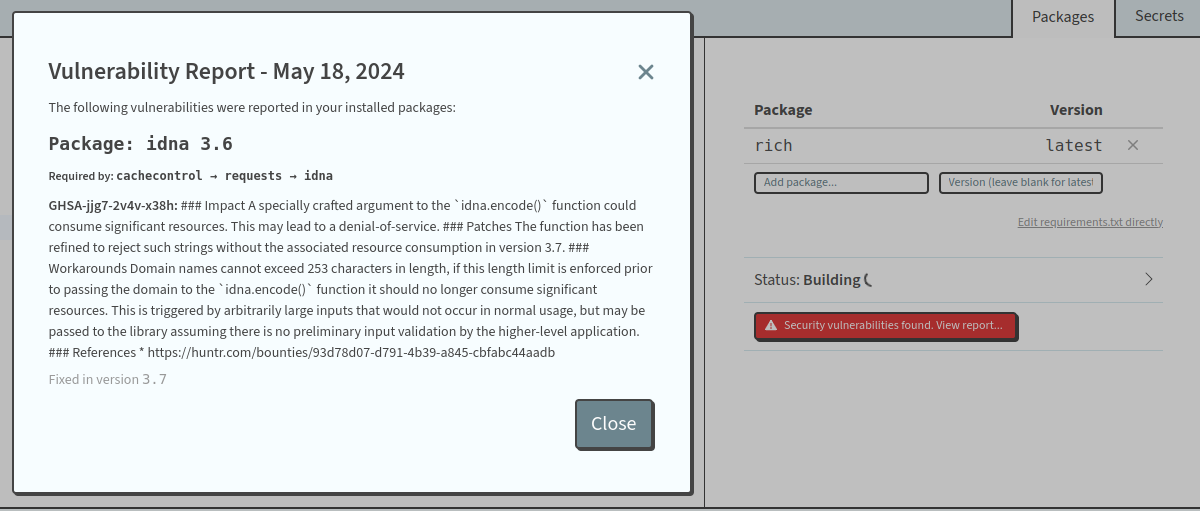 Packages
Secrets
Vulnerability Report - May 18, 2024
The following vulnerabilities were reported in your installed packages:
Package: idna 3.6
Required by: cachecontrol → requests → idna
GHSA-jjg7-2v4v-x38h: ### Impact A specially crafted argument to the `idna.encode()` function could
consume significant resources. This may lead to a denial-of-service. ### Patches The function has been
refined to reject such strings without the associated resource consumption in version 3.7. ###
Workarounds Domain names cannot exceed 253 characters in length, if this length limit is enforced prior
to passing the domain to the `idna.encode()` function it should no longer consume significant
resources. This is triggered by arbitrarily large inputs that would not occur in normal usage, but may be
passed to the library assuming there is no preliminary input validation by the higher-level application.
### References * https://huntr.com/bounties/93d78d07-d791-4b39-a845-cbfabc44aadb
Fixed in version 3.7
Close
Package Version
rich latest
Add package... Version (leave blank for latest
Edit requirements.txt directly
Status: Building
Security vulnerabilities found. View report...